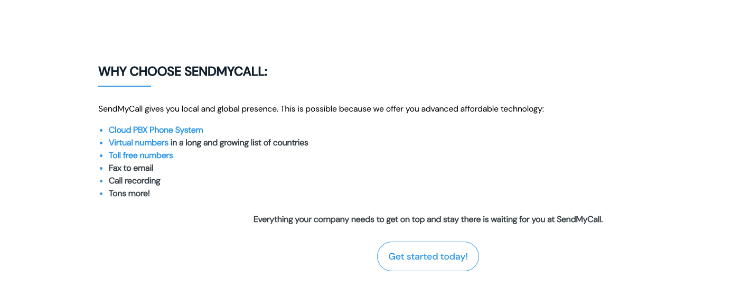 WHY CHOOSE SENDMYCALL:
SendMyCall gives you local and global presence. This is possible because we offer you advanced affordable technology:
• Cloud PBX Phone System
• Virtual numbers in a long and growing list of countries
• Toll free numbers
• Fax to email
• Call recording
• Tons more!
Everything your company needs to get on top and stay there is waiting for you at SendMyCall.
Get started today!